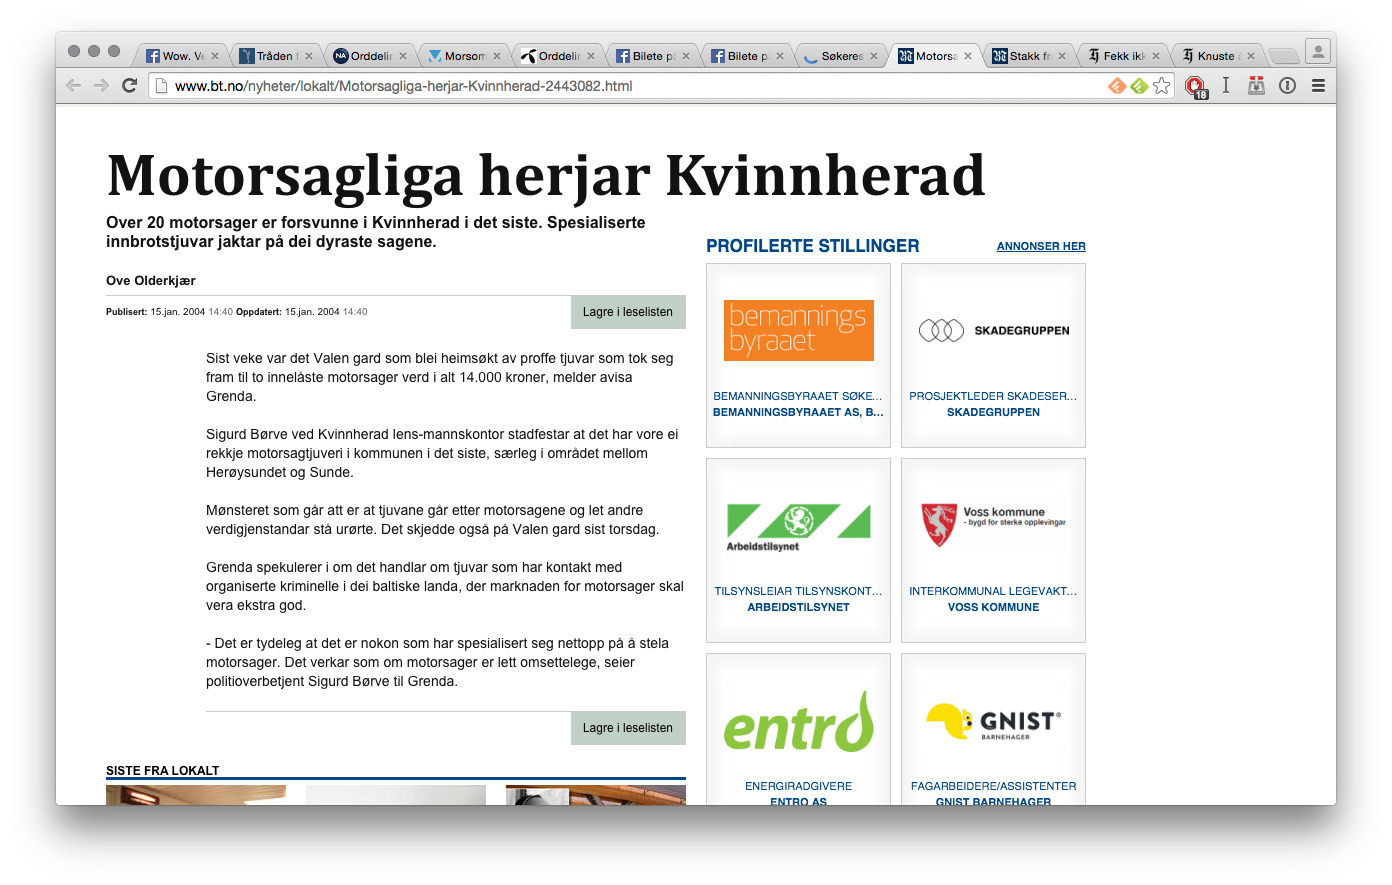 Wow. Ve
Tråden f
Orddelin
Morsom
Orddelin
Bilete p
Bilete p
Søkeres
Motorsa
Stakk fr
Fekk ikk
Knuste
www.bt.no/nyheter/lokalt/Motorsagliga-herjar-Kvinnherad-2443082.html
18
Motorsagliga herjar Kvinnherad
Over 20 motorsager er forsvunne i Kvinnherad i det siste. Spesialiserte
innbrotstjuvar jaktar på dei dyraste sagene.
Ove Olderkjær
Publisert: 15.jan. 2004 14:40 Oppdatert: 15.jan. 2004 14:40
Lagre i leselisten
Sist veke var det Valen gard som blei heimsøkt av proffe tjuvar som tok seg
fram til to innelåste motorsager verd i alt 14.000 kroner, melder avisa
Grenda.
Sigurd Børve ved Kvinnherad lens-mannskontor stadfestar at det har vore ei
rekkje motorsagtjuveri i kommunen i det siste, særleg i området mellom
Herøysundet og Sunde.
Mønsteret som går att er at tjuvane går etter motorsagene og let andre
verdigjenstandar stå urørte. Det skjedde også på Valen gard sist torsdag.
Grenda spekulerer i om det handlar om tjuvar som har kontakt med
organiserte kriminelle i dei baltiske landa, der marknaden for motorsager skal
vera ekstra god.
- Det er tydeleg at det er nokon som har spesialisert seg nettopp på å stela
motorsager. Det verkar som om motorsager er lett omsettelege, seier
politioverbetjent Sigurd Børve til Grenda.
Lagre i leselisten
SISTE FRA LOKALT
PROFILERTE STILLINGER
ANNONSER HER
bemannings
byraaet
BEMANNINGSBYRAAET SØKE...
BEMANNINGSBYRAAET AS, B...
SKADEGRUPPEN
PROSJEKTLEDER SKADESER...
SKADEGRUPPEN
Arbeidstilsynet
TILSYNSLEIAR TILSYNSKONT...
ARBEIDSTILSYNET
Voss kommune
- bygd for sterke opplevingar
INTERKOMMUNAL LEGEVAKT...
VOSS KOMMUNE
entro
ENERGIRADGIVERE
ENTRO AS
GNIST
BARNEHAGER
FAGARBEIDERE/ASSISTENTER
GNIST BARNEHAGER